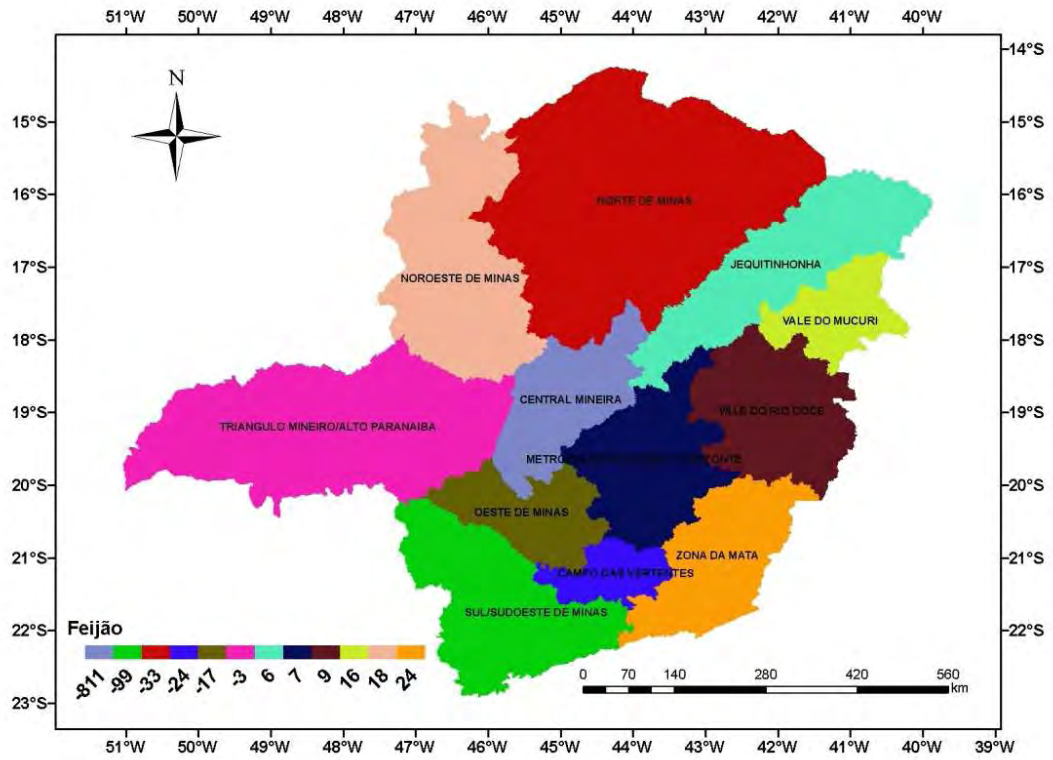 51°W 50°W 49°W 48°W 47°W 46°W 45°W 44°W 43°W 42°W 41°W 40°W
14°S
N
15°S 15°S
16°S 16°S
NORTE DE MINAS
17°S JEQUITINHONHA 17°S
NOROESTE DE MINAS
VALE DO MUCURI
18°S 18°S
19°S CENTRAL MINEIRA VALE DO RIO DOCE 19°S
TRIANGULO MINEIRO/ALTO PARANAIBA
20°S 20°S
OESTE DE MINAS
21°S ZONA DA MATA 21°S
CAMPO DAS VERTENTES
SUL/SUDOESTE DE MINAS
22°S Feijão 22°S
-811 -99 -33 -24 -17 -3 6 7 9 16 18 24
0 70 140 280 420 560
km
23°S 23°S
51°W 50°W 49°W 48°W 47°W 46°W 45°W 44°W 43°W 42°W 41°W 40°W 39°W